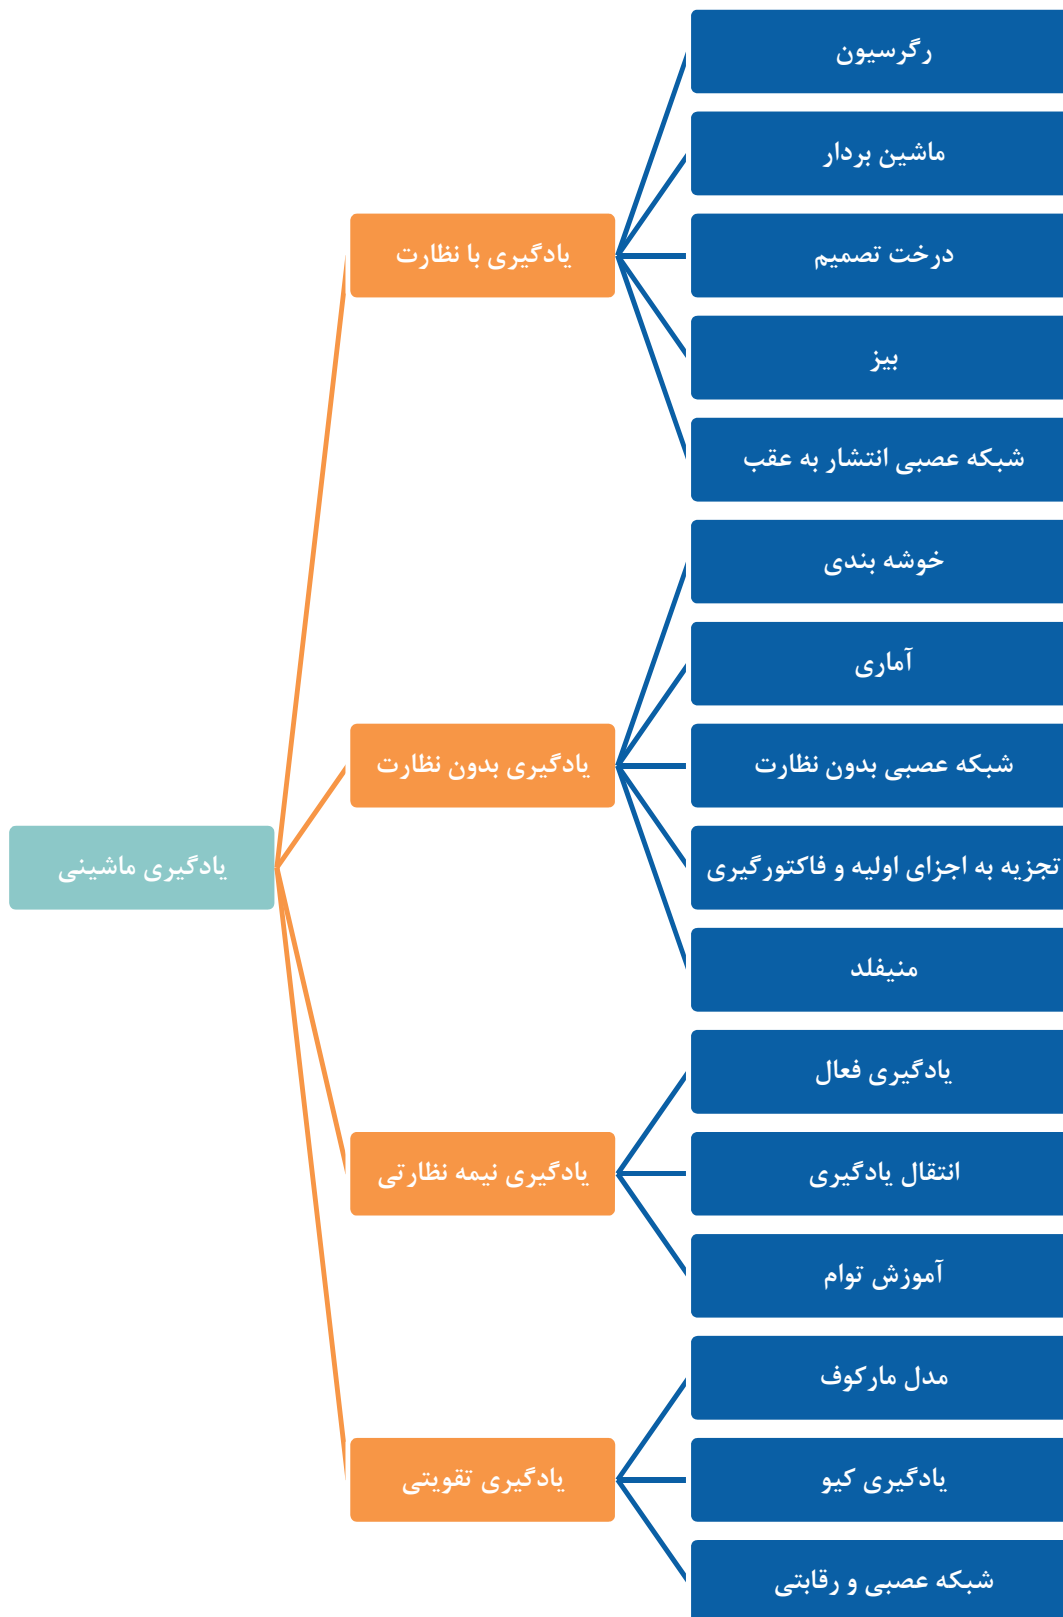 یادگیری ماشینی
یادگیری با نظارت
رگرسیون
ماشین بردار
درخت تصمیم
بیز
شبکه عصبی انتشار به عقب
یادگیری بدون نظارت
خوشه بندی
آماری
شبکه عصبی بدون نظارت
تجزیه به اجزای اولیه و فاکتورگیری
منیفلد
یادگیری نیمه نظارتی
یادگیری فعال
انتقال یادگیری
آموزش توام
یادگیری تقویتی
مدل مارکوف
یادگیری کیو
شبکه عصبی و رقابتی